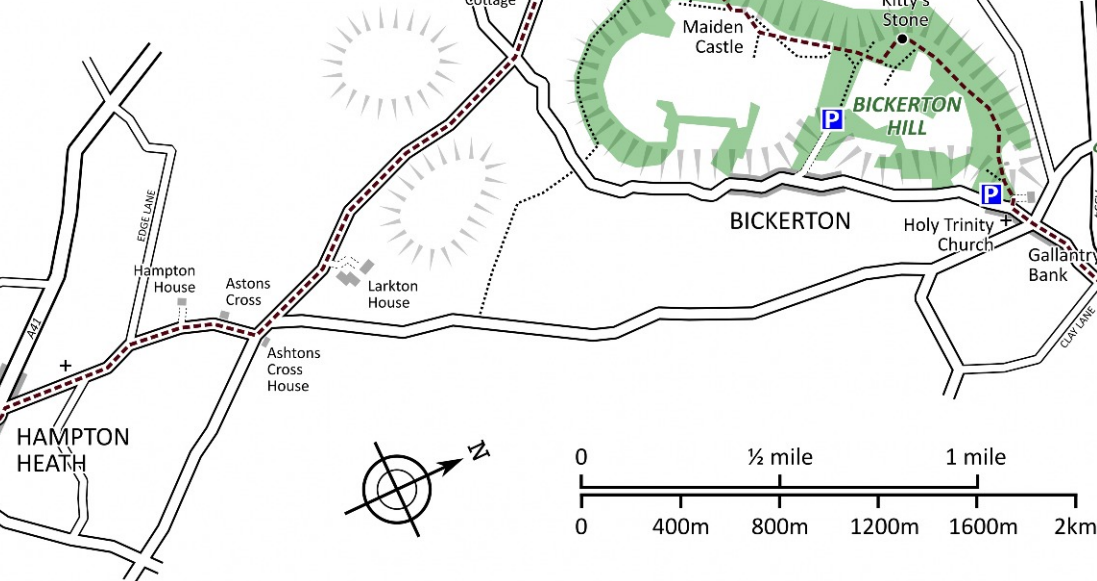 Cottage
Kitty's
Stone
Maiden
Castle
P
BICKERTON
HILL
EDGE LANE
P
BICKERTON
Holy Trinity
Church
Gallantry
Bank
Hampton
House
Astons
Cross
Larkton
House
A41
CLAY LANE
Ashtons
Cross
House
HAMPTON
HEATH
N
0 ½ mile 1 mile
0 400m 800m 1200m 1600m 2km